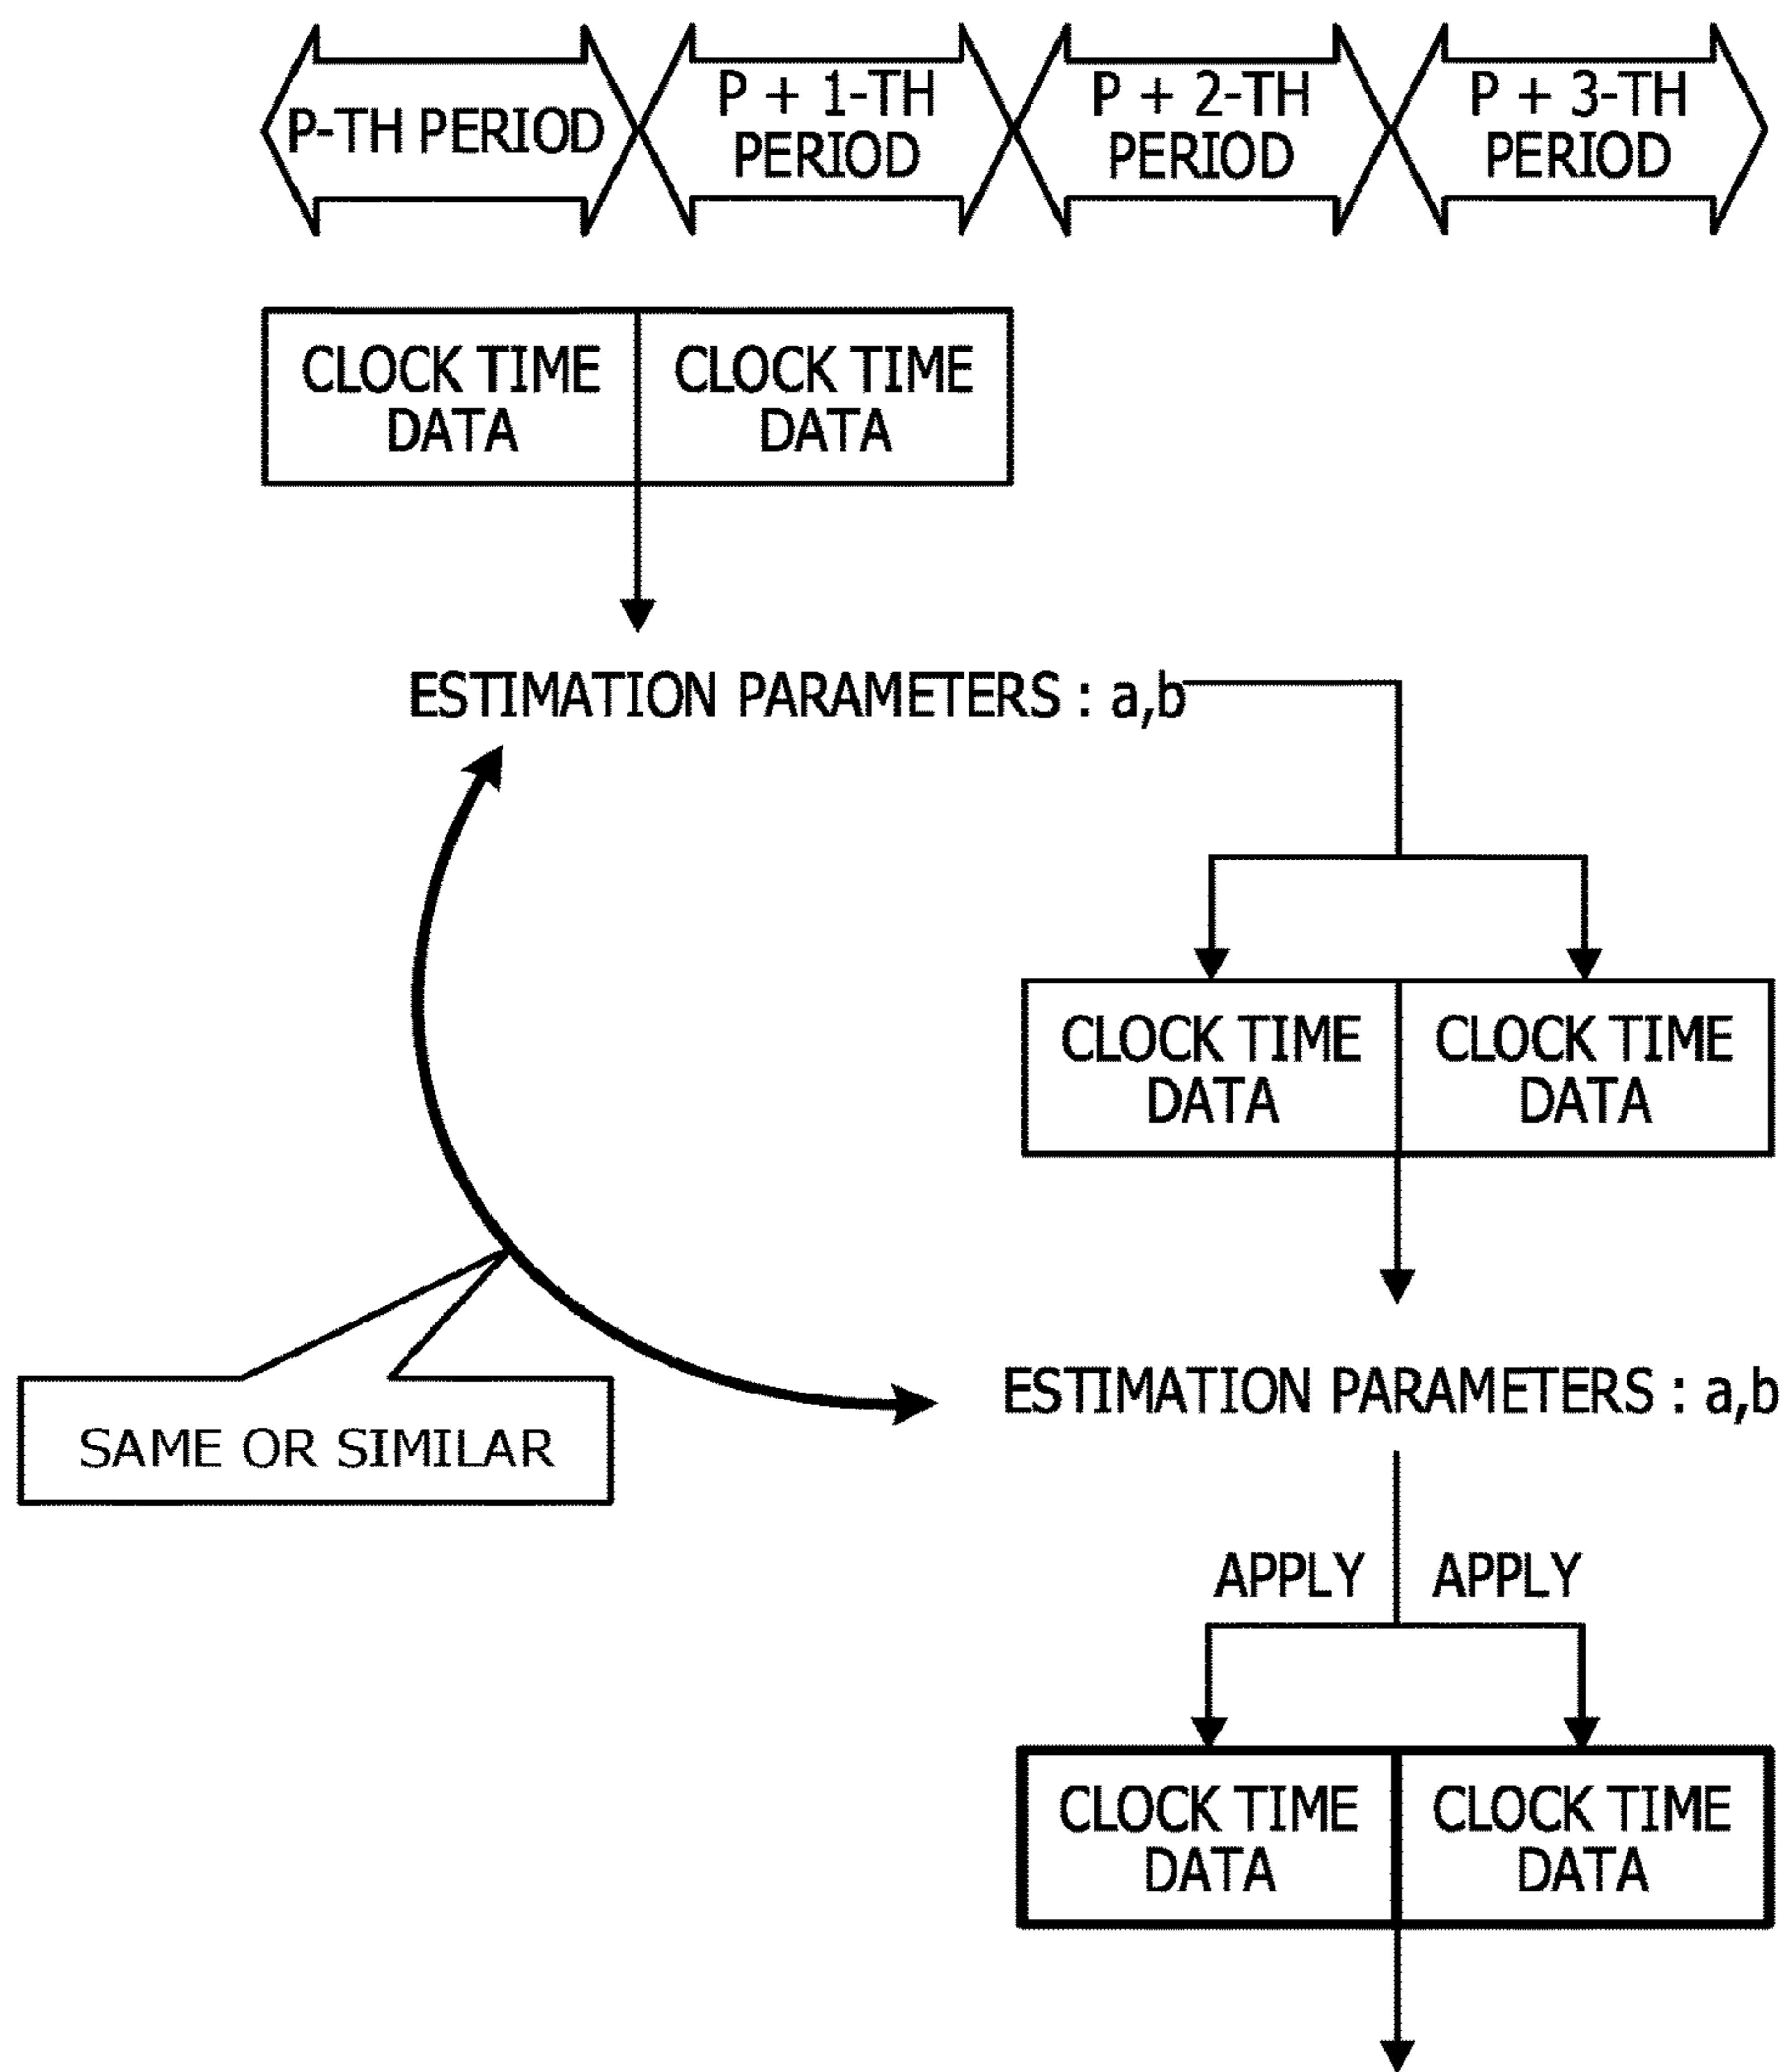 P-TH PERIOD
P + 1-TH
PERIOD
P + 2-TH
PERIOD
P + 3-TH
PERIOD
CLOCK TIME
DATA
CLOCK TIME
DATA
ESTIMATION PARAMETERS : a,b
CLOCK TIME
DATA
CLOCK TIME
DATA
SAME OR SIMILAR
ESTIMATION PARAMETERS : a,b
APPLY
APPLY
CLOCK TIME
DATA
CLOCK TIME
DATA